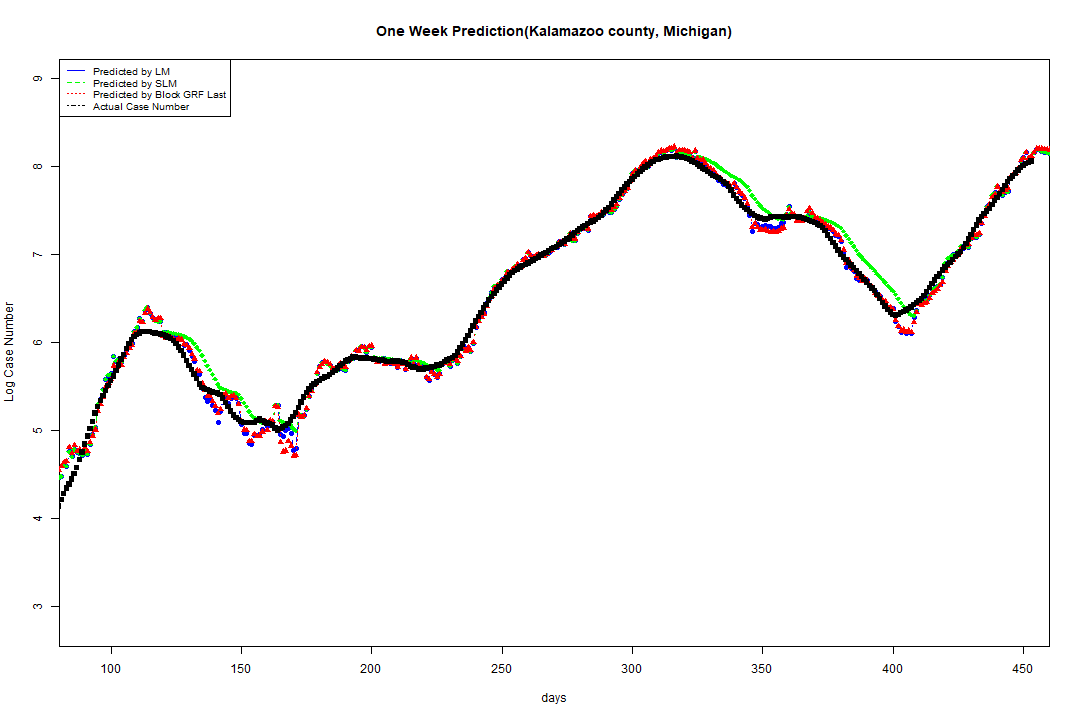 One Week Prediction(Kalamazoo county, Michigan)
Predicted by LM
Predicted by SLM
Predicted by Block GRF Last
Actual Case Number
9
8
7
6
5
4
3
Log Case Number
100 150 200 250 300 350 400 450
days